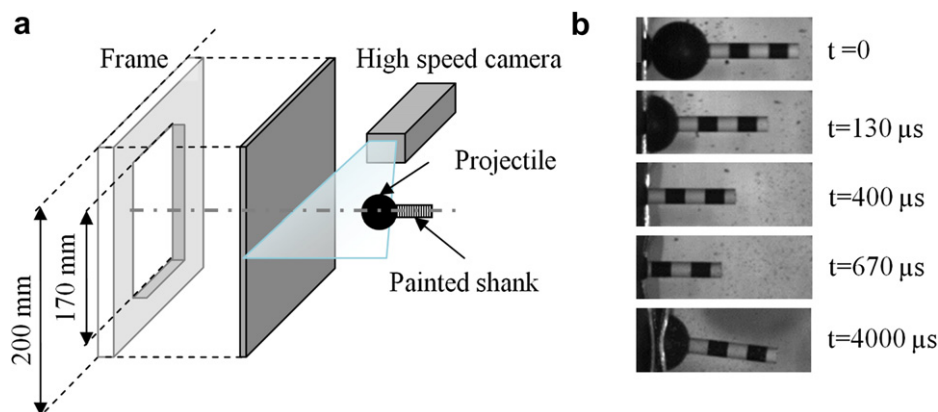 a
Frame
High speed camera
Projectile
Painted shank
170 mm
200 mm
b
t =0
t=130 µs
t=400 µs
t=670 µs
t=4000 µs